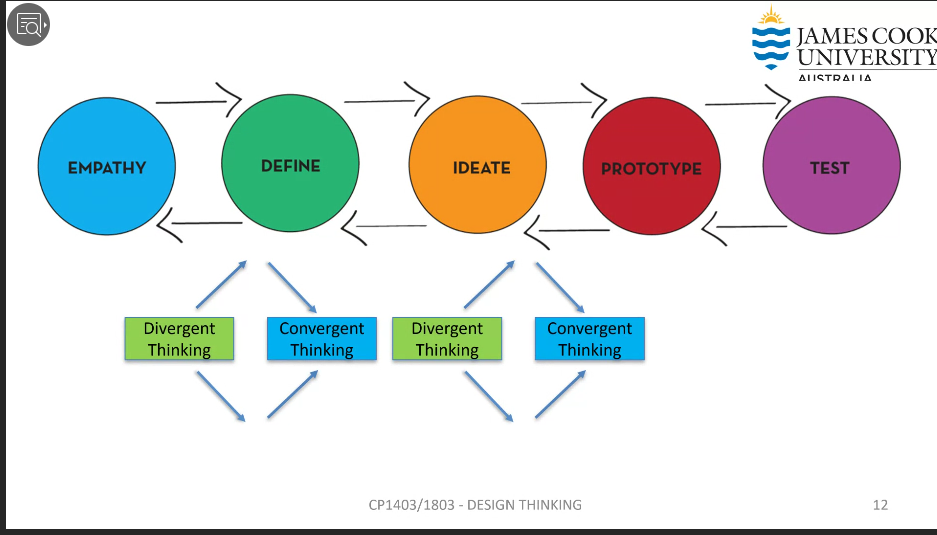 JAMES COOK
UNIVERSITY
AUSTRALIA
EMPATHY
DEFINE
IDEATE
PROTOTYPE
TEST
Divergent
Thinking
Convergent
Thinking
Divergent
Thinking
Convergent
Thinking
CP1403/1803 - DESIGN THINKING
12